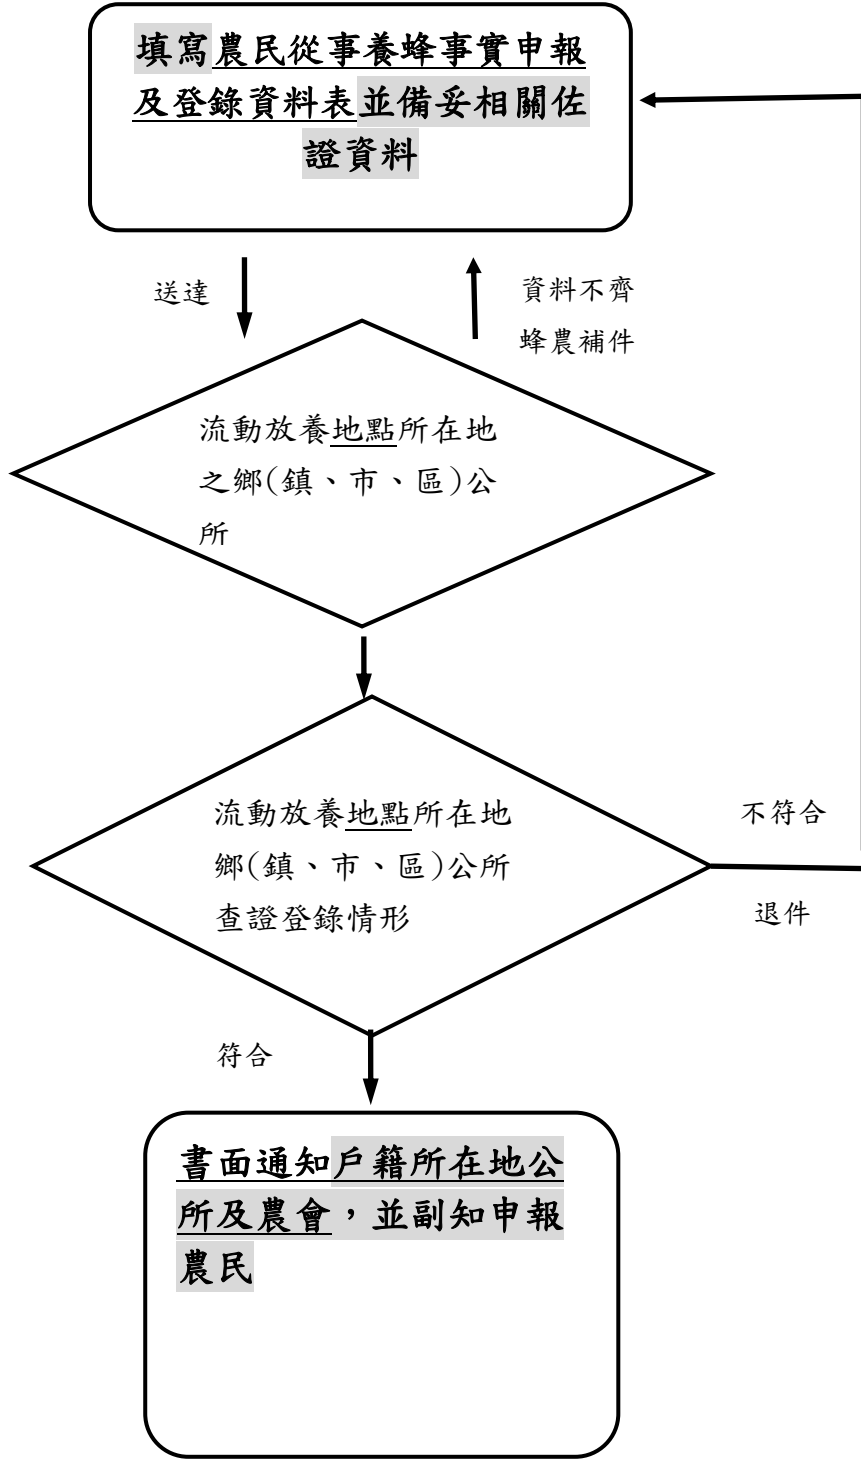 填寫農民從事養蜂事實申報
及登錄資料表並備妥相關佐
證資料
送達
資料不齊
蜂農補件
流動放養地點所在地
之鄉(鎮、市、區)公
所
流動放養地點所在地
鄉(鎮、市、區)公所
查證登錄情形
不符合
退件
符合
書面通知戶籍所在地公
所及農會，並副知申報
農民